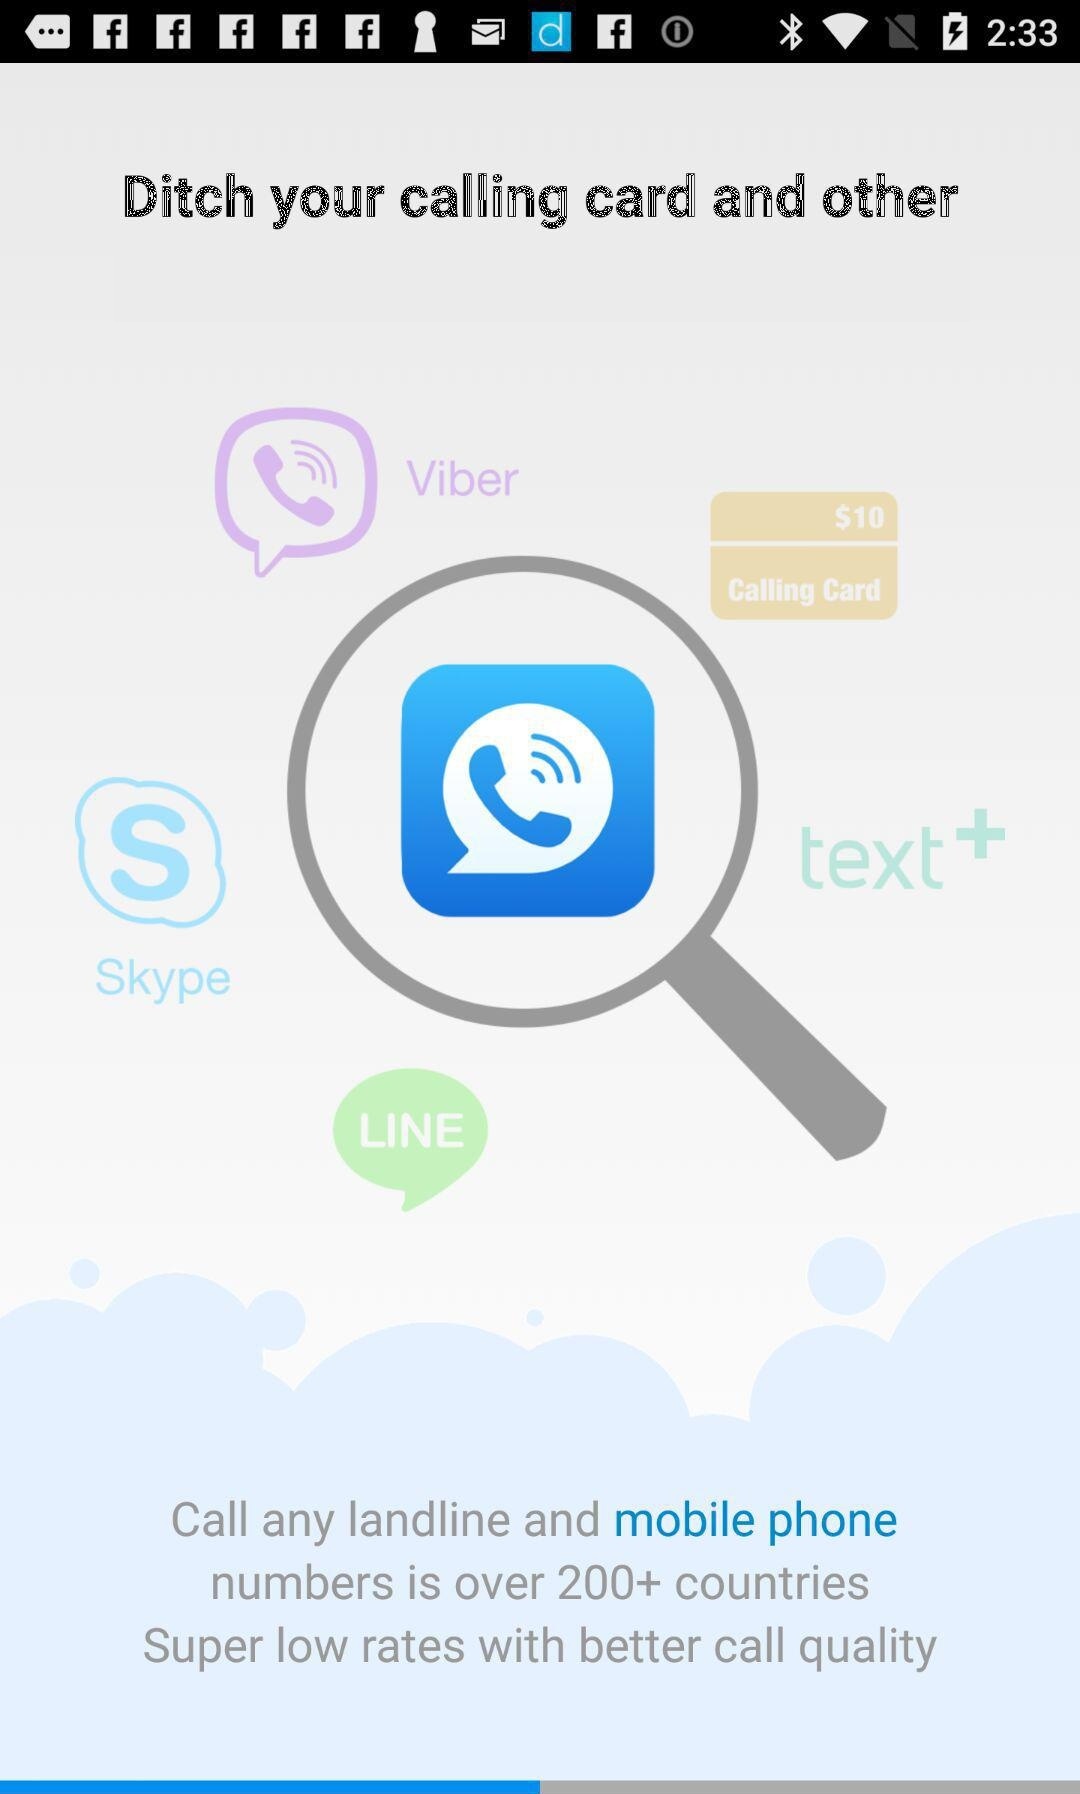 2:33
Ditch your calling card and other
Viber
$10
Calling Card
S
Skype
text+
LINE
Call any landline and mobile phone
numbers is over 200+ countries
Super low rates with better call quality